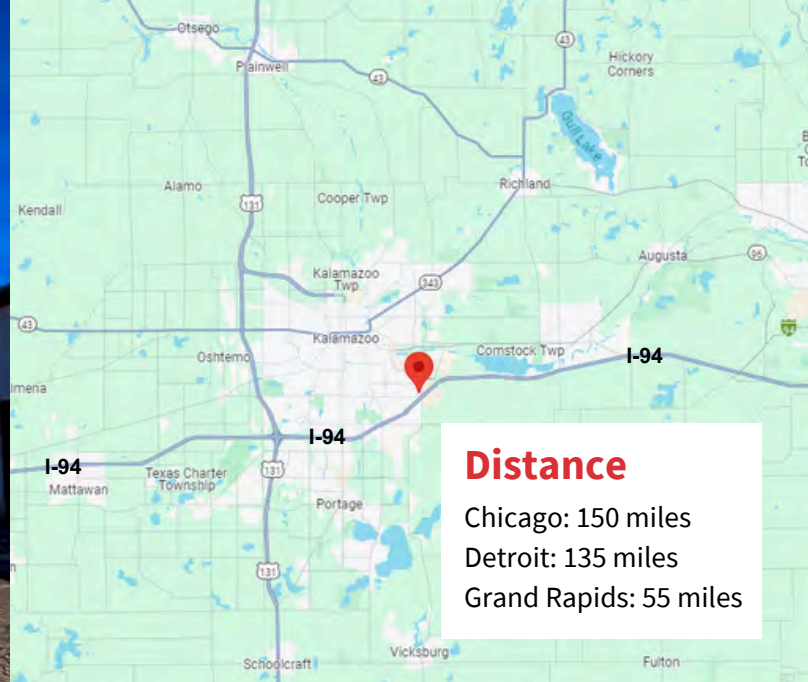 Otsego
Plainwell
43
43
Hickory
Corners
Gull Lake
Alamo
Richland
Kendall
131
Cooper Twp
Augusta
96
Kalamazoo
Twp
343
43
Kalamazoo
94
Oshtemo
Comstock Twp
I-94
I-94
I-94
Mattawan
Texas Charter
Township
131
Portage
131
Schoolcraft
Vicksburg
Fulton
Distance
Chicago: 150 miles
Detroit: 135 miles
Grand Rapids: 55 miles